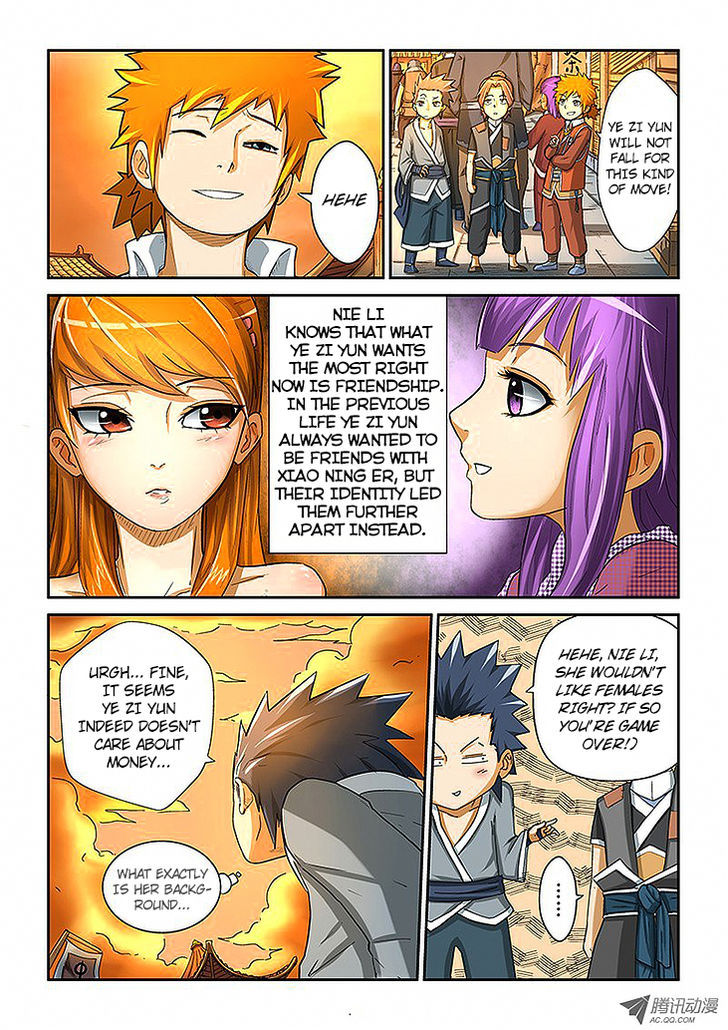 HEHE
YE ZI YUN
WILL NOT
FALL FOR
THIS KIND
OF MOVE!
NIE LI
KNOWS THAT WHAT
YE ZI YUN WANTS
THE MOST RIGHT
NOW IS FRIENDSHIP.
IN THE PREVIOUS
LIFE YE ZI YUN
ALWAYS WANTED TO
BE FRIENDS WITH
XIAO NING ER, BUT
THEIR IDENTITY LED
THEM FURTHER
APART INSTEAD.
URGH... FINE,
IT SEEMS
YE ZI YUN
INDEED DOESN'T
CARE ABOUT
MONEY...
WHAT EXACTLY
IS HER BACKG-
ROUND...
HEHE, NIE LI,
SHE WOULDN'T
LIKE FEMALES
RIGHT? IF SO
YOU'RE GAME
OVER!)
......
腾讯动漫
AC.QQ.COM